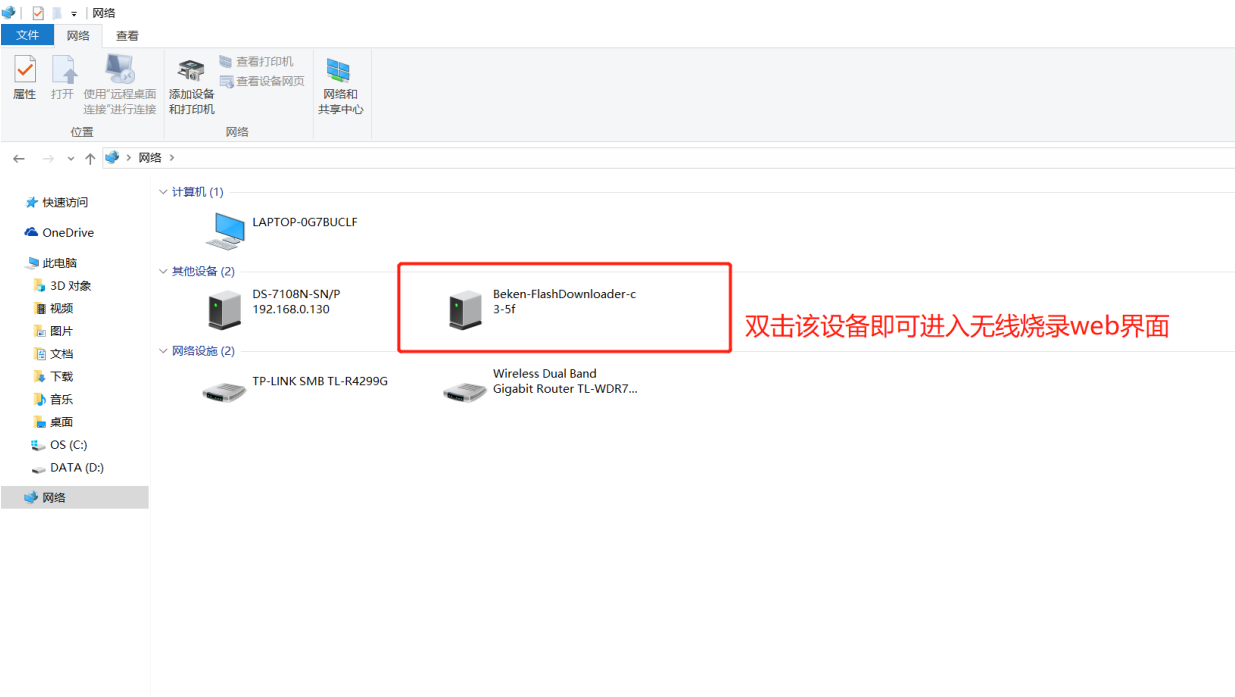 网络
文件 网络 查看
属性
打开
使用"远程桌面
连接"进行连接
位置
添加设备
和打印机
查看打印机
查看设备网页
网络
网络和
共享中心
网络
快速访问
OneDrive
此电脑
3D 对象
视频
图片
文档
下载
音乐
桌面
OS (C:)
DATA (D:)
网络
计算机 (1)
LAPTOP-0G7BUCLF
其他设备 (2)
DS-7108N-SN/P
192.168.0.130
Beken-FlashDownloader-c
3-5f
双击该设备即可进入无线烧录web界面
网络设施 (2)
TP-LINK SMB TL-R4299G
Wireless Dual Band
Gigabit Router TL-WDR7...